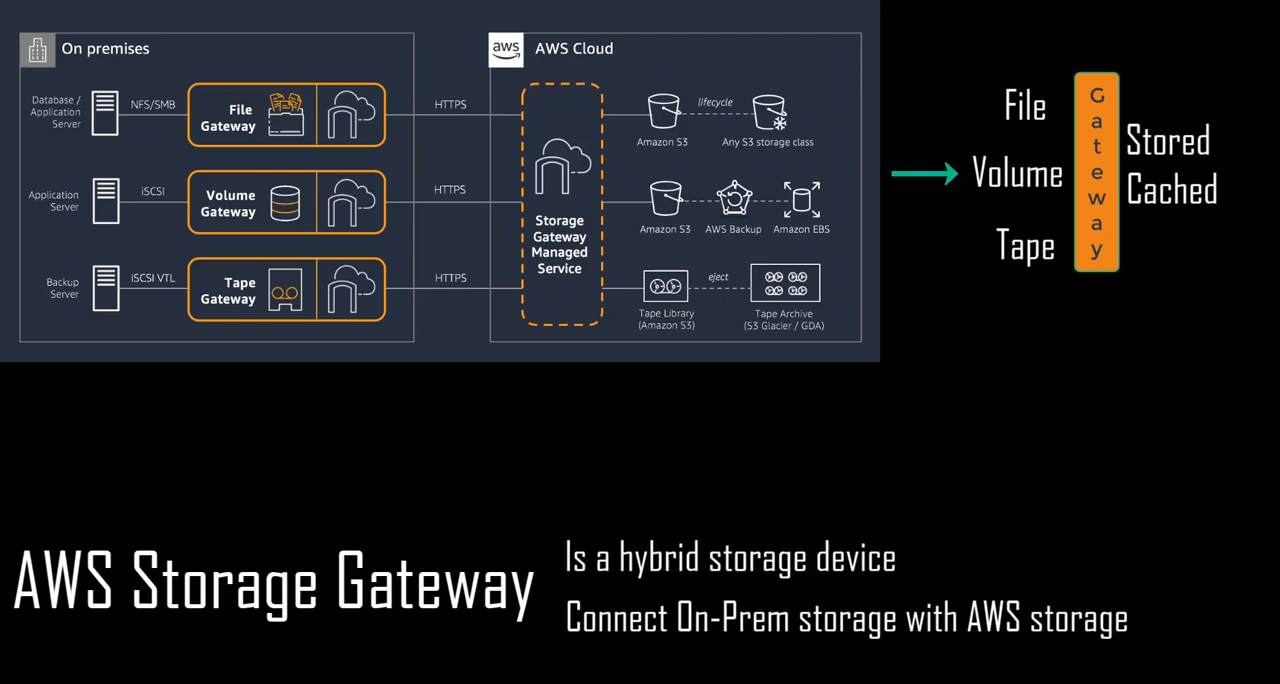 On premises
aws
AWS Cloud
Database /
Application
Server
NFS/SMB
File
Gateway
HTTPS
Amazon S3
lifecycle
Any S3 storage class
Application
Server
iSCSI
Volume
Gateway
HTTPS
Storage
Gateway
Managed
Service
Amazon S3
AWS Backup
Amazon EBS
Backup
Server
iSCSI VTL
Tape
Gateway
HTTPS
Tape Library
(Amazon S3)
eject
Tape Archive
(S3 Glacier / GDA)
File
Volume
Tape
Gateway
Stored
Cached
AWS Storage Gateway
Is a hybrid storage device
Connect On-Prem storage with AWS storage